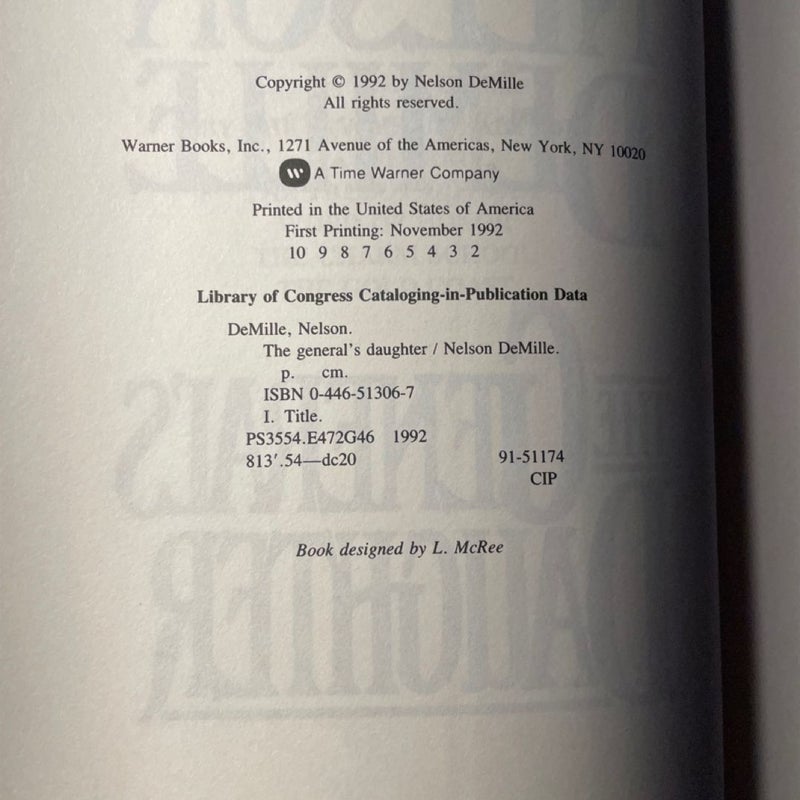 Copyright © 1992 by Nelson DeMille
All rights reserved.
Warner Books, Inc., 1271 Avenue of the Americas, New York, NY 10020
W A Time Warner Company
Printed in the United States of America
First Printing: November 1992
10 9 8 7 6 5 4 3 2
Library of Congress Cataloging-in-Publication Data
DeMille, Nelson.
The general's daughter / Nelson DeMille.
p. cm.
ISBN 0-446-51306-7
I. Title.
PS3554.E472G46 1992
813′.54—dc20 91-51174
CIP
Book designed by L. McRee